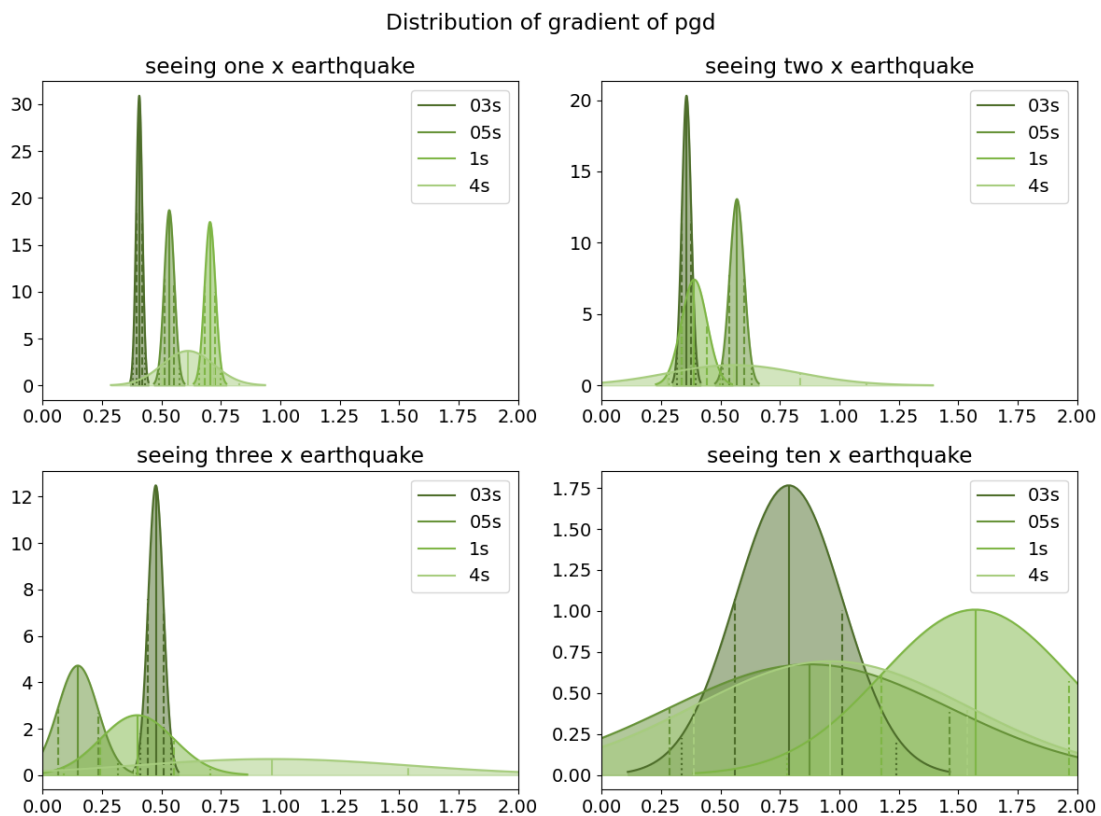 Distribution of gradient of pgd
seeing one x earthquake
30
25
20
15
10
5
0
03s
05s
1s
4s
0.00 0.25 0.50 0.75 1.00 1.25 1.50 1.75 2.00
seeing two x earthquake
20
15
10
5
0
03s
05s
1s
4s
0.00 0.25 0.50 0.75 1.00 1.25 1.50 1.75 2.00
seeing three x earthquake
12
10
8
6
4
2
0
03s
05s
1s
4s
0.00 0.25 0.50 0.75 1.00 1.25 1.50 1.75 2.00
seeing ten x earthquake
1.75
1.50
1.25
1.00
0.75
0.50
0.25
0.00
03s
05s
1s
4s
0.00 0.25 0.50 0.75 1.00 1.25 1.50 1.75 2.00